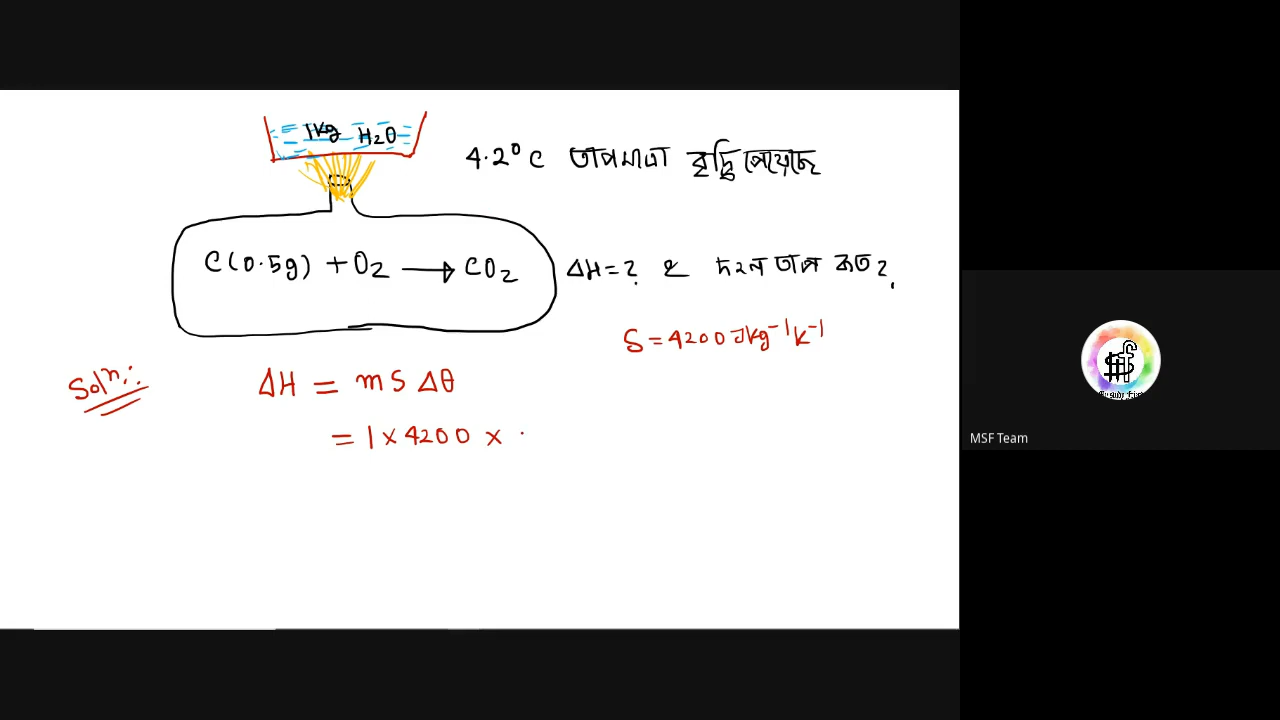 1kg H₂O
4.2° C তাপমাত্রা বৃদ্ধি পেয়েছে
C(0.5g) + O₂ → CO₂
ΔH = ? & দহন তাপ কত?
S = 4200 Jkg⁻¹K⁻¹
Solⁿ:
ΔH = mSΔθ
= 1 × 4200 ×
MSF Team